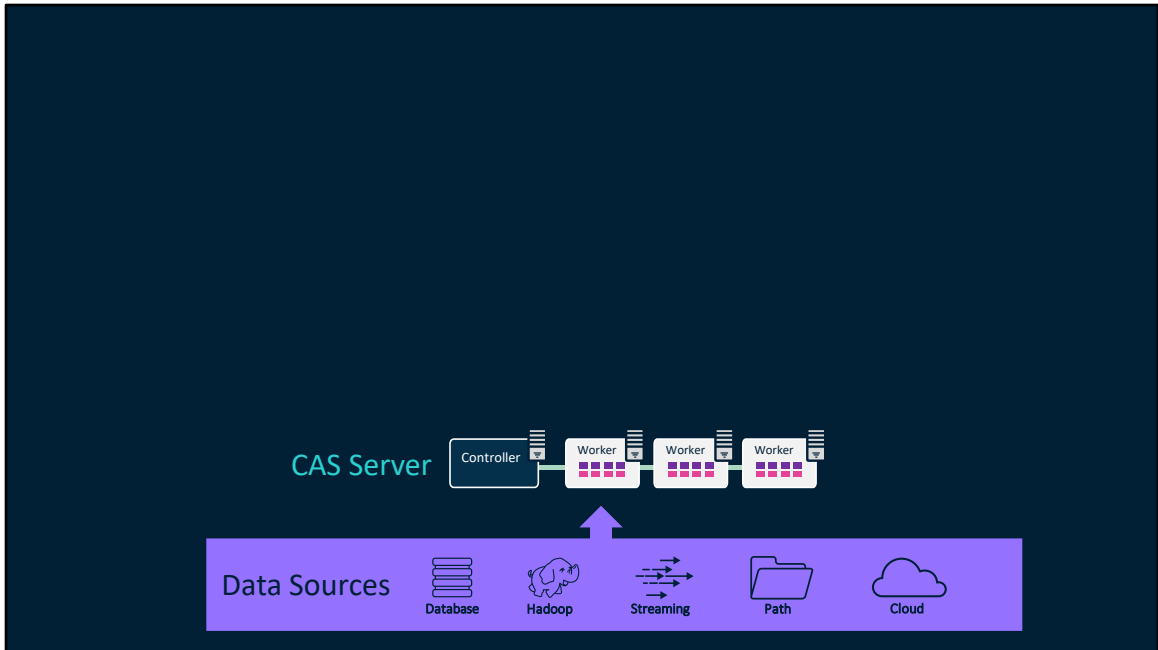 CAS Server
Controller
Worker
Worker
Worker
Data Sources
Database
Hadoop
Streaming
Path
Cloud